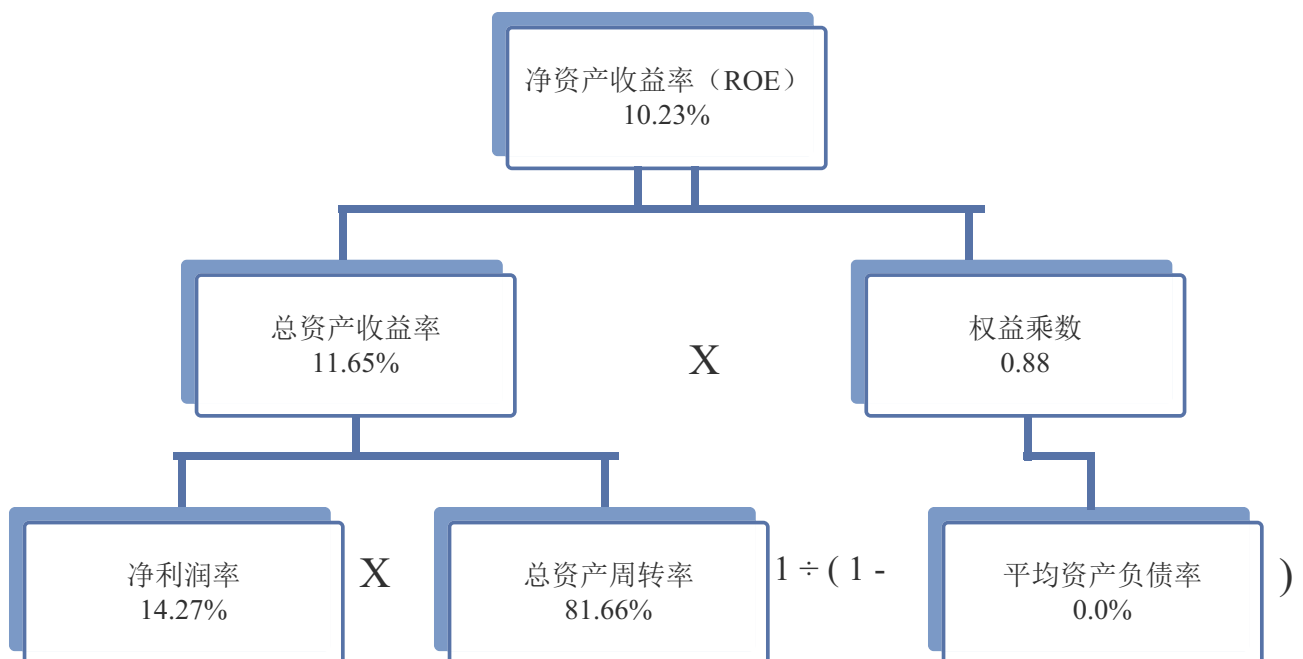 净资产收益率（ROE）
10.23%
总资产收益率
11.65%
X
权益乘数
0.88
净利润率
14.27%
X
总资产周转率
81.66%
1 ÷ ( 1 -
平均资产负债率
0.0%
)